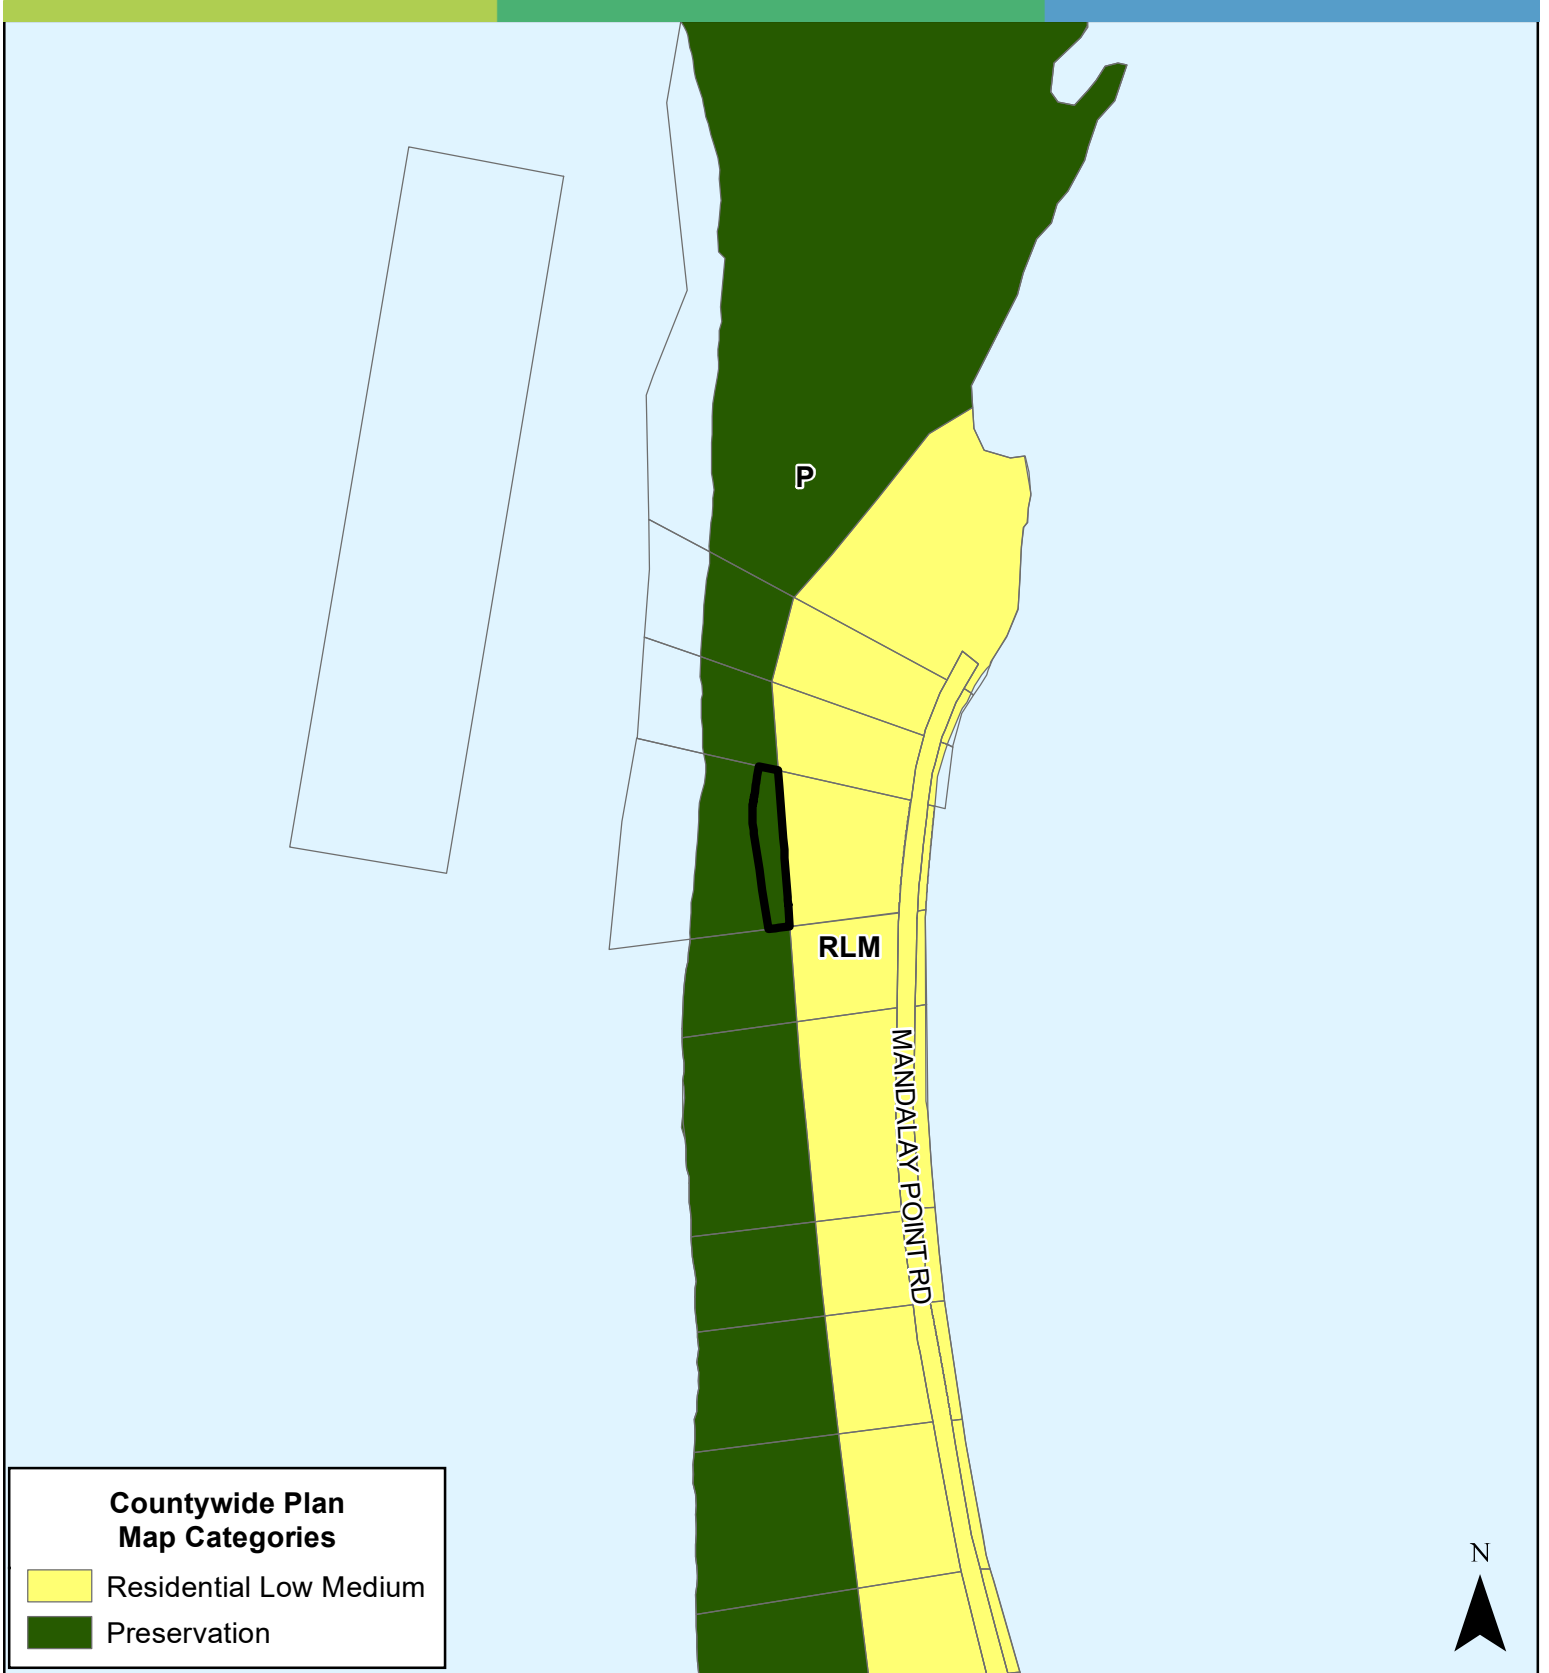 P
RLM
MANDALAY POINT RD
Countywide Plan
Map Categories
Residential Low Medium
Preservation
N